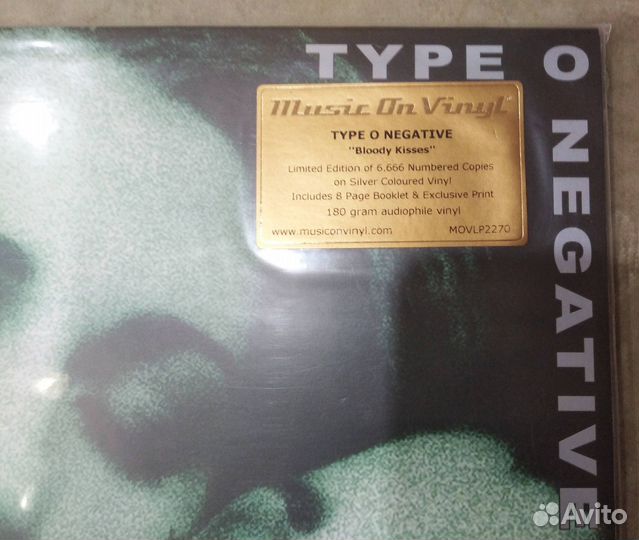 TYPE O
NEGATIVE
Music On Vinyl
TYPE O NEGATIVE
"Bloody Kisses"
Limited Edition of 6.666 Numbered Copies
on Silver Coloured Vinyl
Includes 8 Page Booklet & Exclusive Print
180 gram audiophile vinyl
www.musiconvinyl.com MOVLP2270
Avito